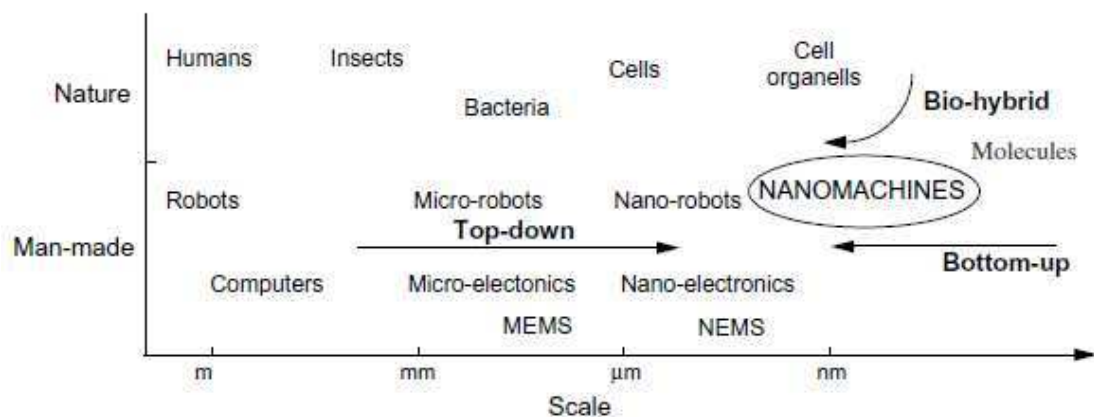 Humans
Insects
Cells
Cell
organells
Nature
Bacteria
Bio-hybrid
Molecules
Robots
Micro-robots
Nano-robots
NANOMACHINES
Top-down
Man-made
Bottom-up
Computers
Micro-electonics
Nano-electronics
MEMS
NEMS
m
mm
μm
nm
Scale